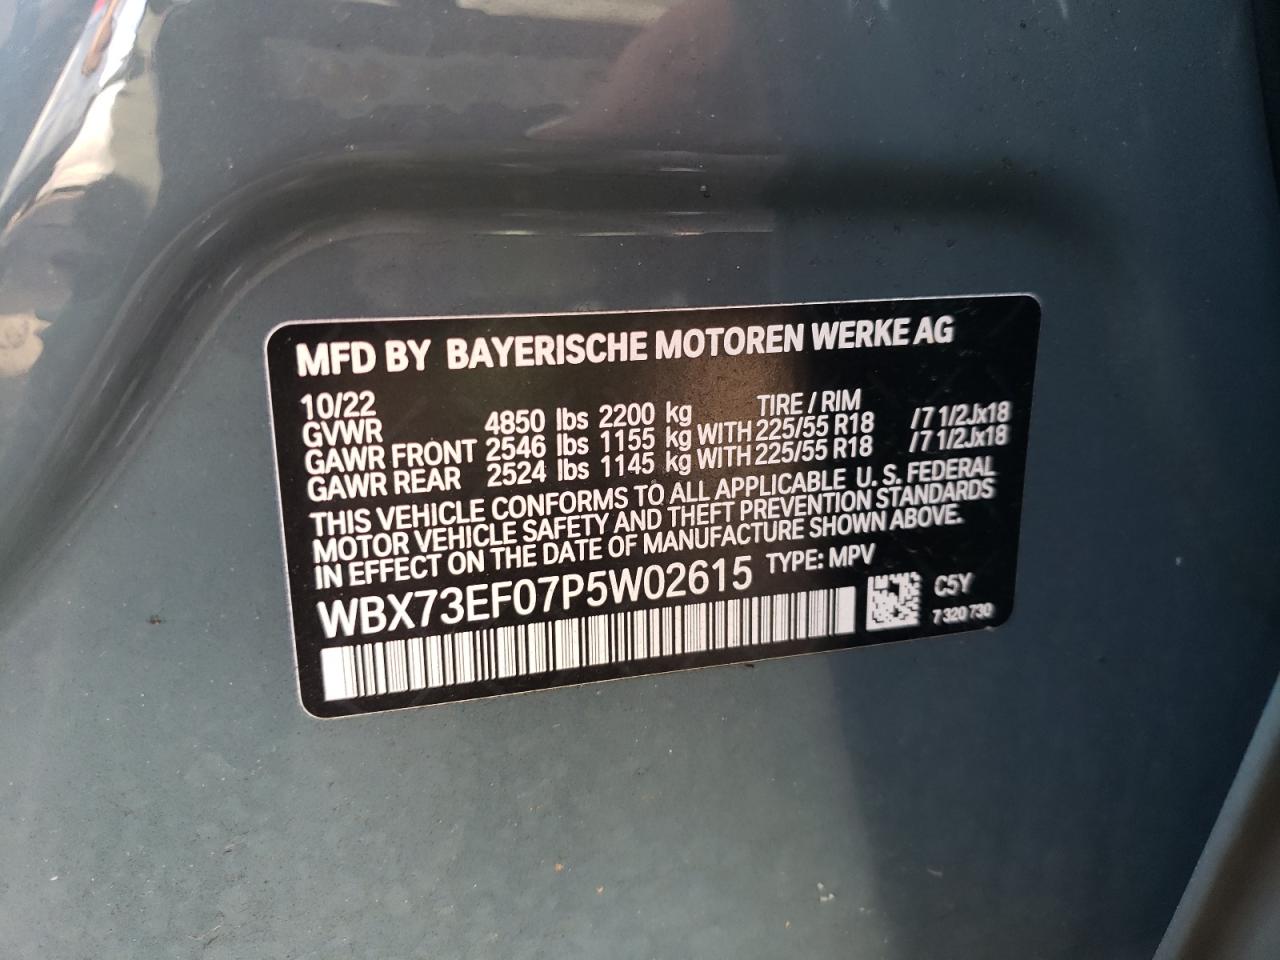 MFD BY BAYERISCHE MOTOREN WERKE AG
10/22 TIRE / RIM
GVWR 4850 lbs 2200 kg
GAWR FRONT 2546 lbs 1155 kg WITH 225/55 R18 /7 1/2Jx18
GAWR REAR 2524 lbs 1145 kg WITH 225/55 R18 /7 1/2Jx18
THIS VEHICLE CONFORMS TO ALL APPLICABLE U. S. FEDERAL
MOTOR VEHICLE SAFETY AND THEFT PREVENTION STANDARDS
IN EFFECT ON THE DATE OF MANUFACTURE SHOWN ABOVE.
WBX73EF07P5W02615 TYPE: MPV
C5Y
7 320 730